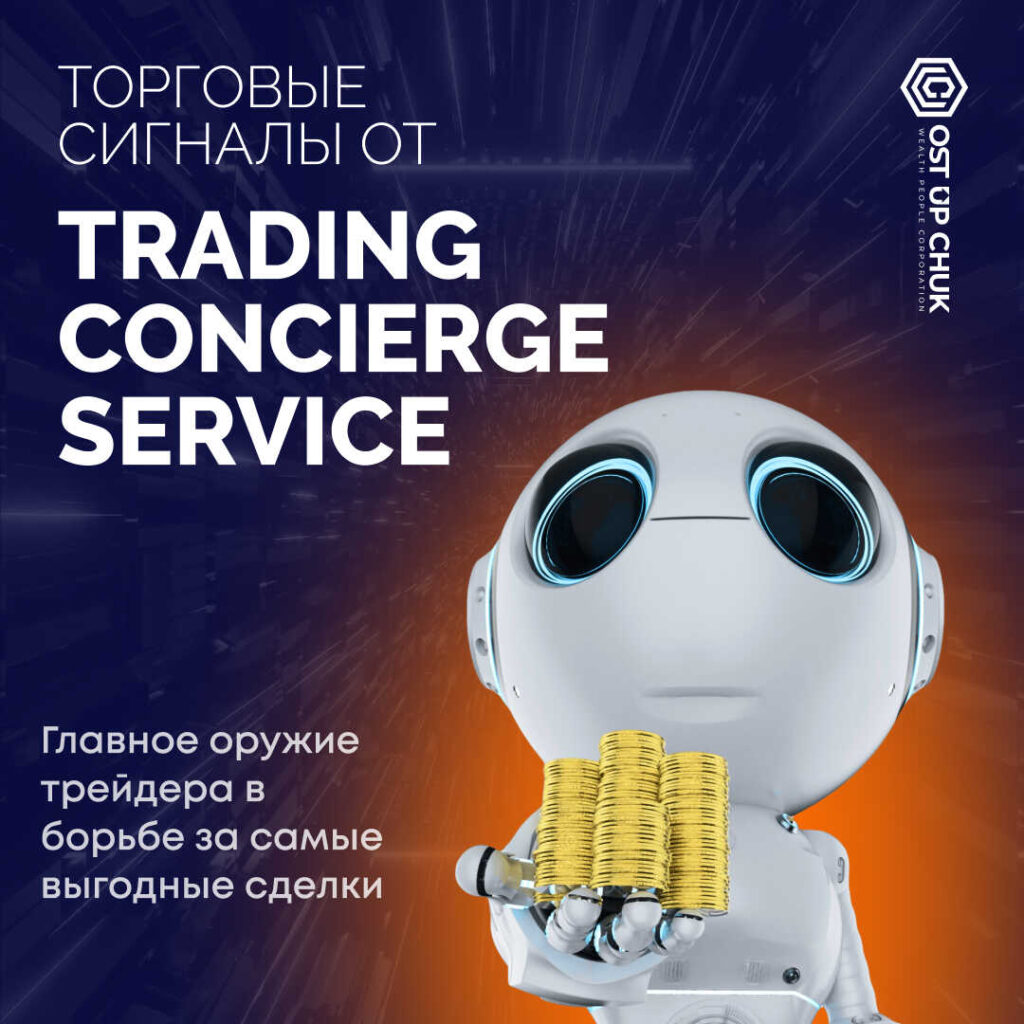 ТОРГОВЫЕ
СИГНАЛЫ ОТ
TRADING
CONCIERGE
SERVICE
OST UP CHUK
WEALTH PEOPLE CORPORATION
Главное оружие
трейдера в
борьбе за самые
выгодные сделки